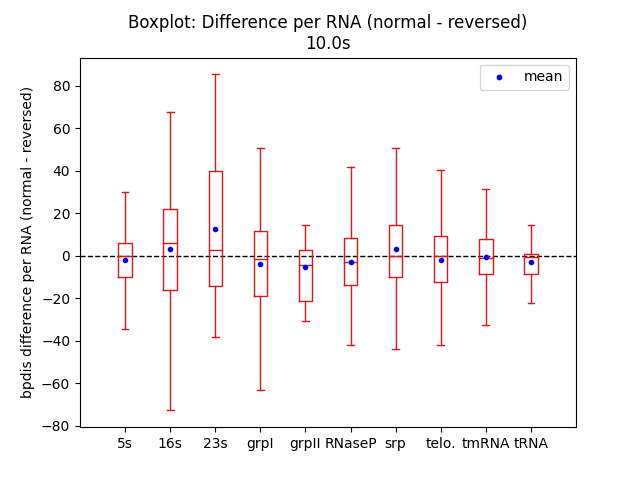 Boxplot: Difference per RNA (normal - reversed)
10.0s
bpdis difference per RNA (normal - reversed)
80
60
40
20
0
−20
−40
−60
−80
mean
5s 16s 23s grpI grpII RNaseP srp telo. tmRNA tRNA